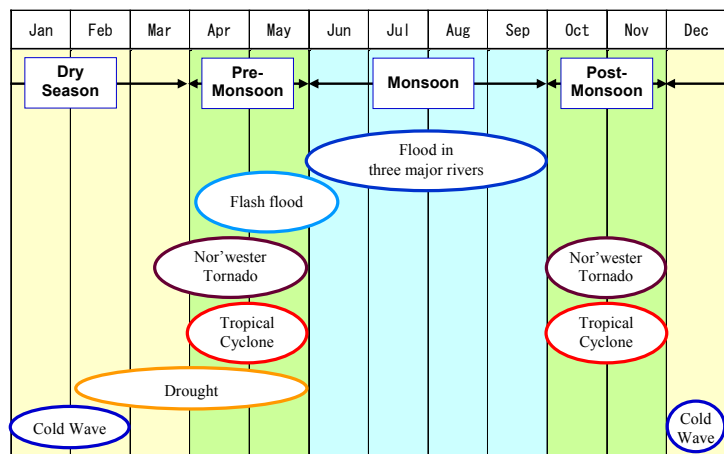 Jan Feb Mar Apr May Jun Jul Aug Sep Oct Nov Dec
Dry
Season
Pre-
Monsoon
Monsoon
Post-
Monsoon
Flood in
three major rivers
Flash flood
Nor'wester
Tornado
Nor'wester
Tornado
Tropical
Cyclone
Tropical
Cyclone
Drought
Cold Wave
Cold
Wave